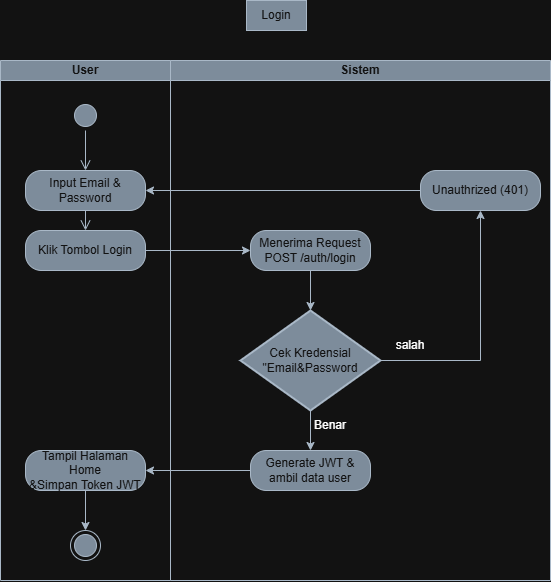 Login
User
Sistem
Input Email &
Password
Unauthrized (401)
Klik Tombol Login
Menerima Request
POST /auth/login
Cek Kredensial
"Email&Password
salah
Benar
Tampil Halaman
Home
&Simpan Token JWT
Generate JWT &
ambil data user